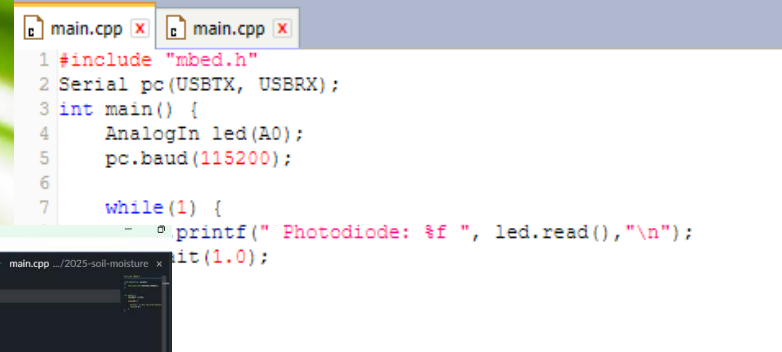 main.cpp main.cpp
1 #include "mbed.h"
2 Serial pc(USBTX, USBRX);
3 int main() {
4 AnalogIn led(A0);
5 pc.baud(115200);
6
7 while(1) {
.printf(" Photodiode: %f ", led.read(),"\n");
ait(1.0);
main.cpp .../2025-soil-moisture